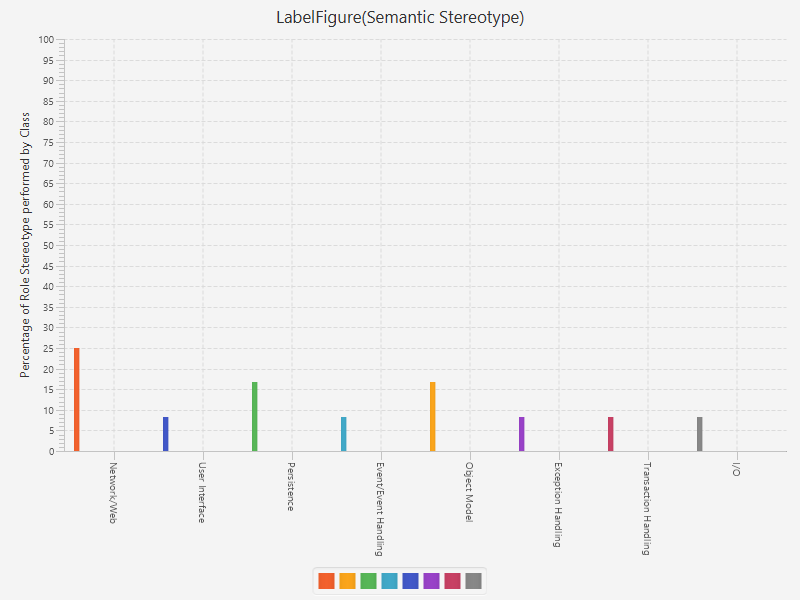 LabelFigure(Semantic Stereotype)
Percentage of Role Stereotype performed by Class
100
95
90
85
80
75
70
65
60
55
50
45
40
35
30
25
20
15
10
5
0
Network/Web
User Interface
Persistence
Event/Event Handling
Object Model
Exception Handling
Transaction Handling
I/O